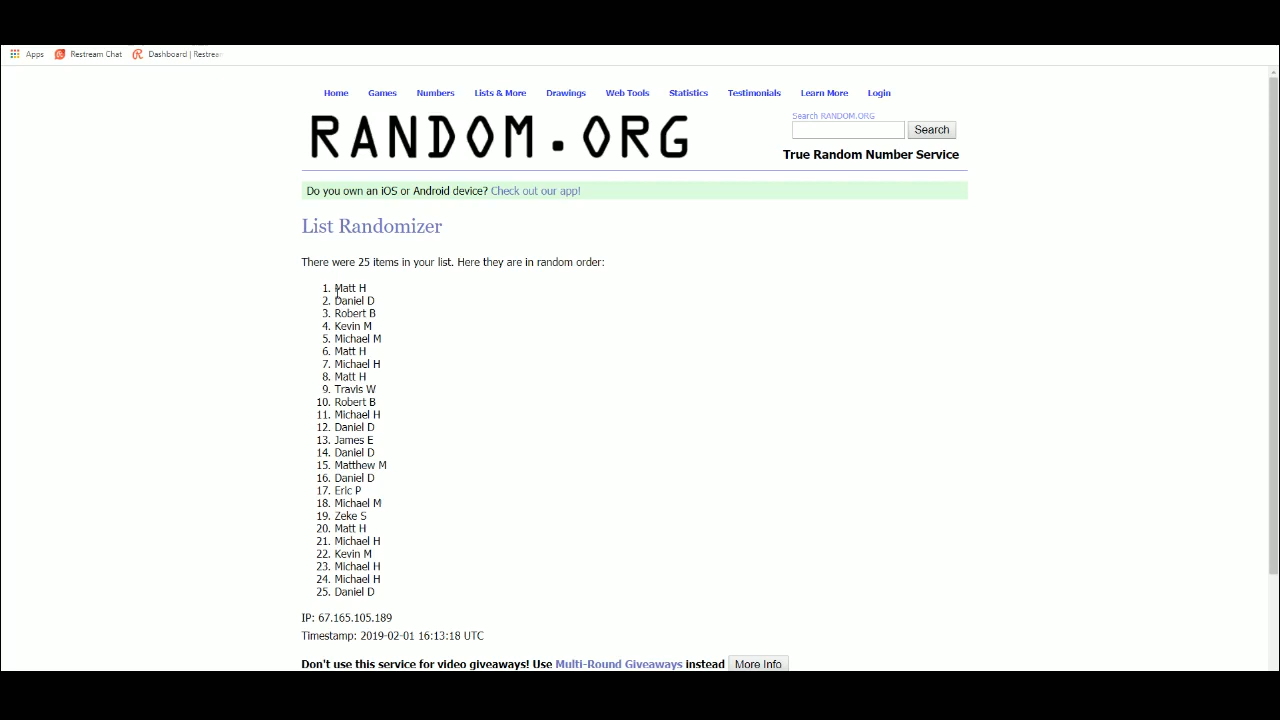 Apps Restream Chat Dashboard | Restrea
Home Games Numbers Lists & More Drawings Web Tools Statistics Testimonials Learn More Login
RANDOM.ORG
Search RANDOM.ORG
Search
True Random Number Service
Do you own an iOS or Android device? Check out our app!
List Randomizer
There were 25 items in your list. Here they are in random order:
1. Matt H
2. Daniel D
3. Robert B
4. Kevin M
5. Michael M
6. Matt H
7. Michael H
8. Matt H
9. Travis W
10. Robert B
11. Michael H
12. Daniel D
13. James E
14. Daniel D
15. Matthew M
16. Daniel D
17. Eric P
18. Michael M
19. Zeke S
20. Matt H
21. Michael H
22. Kevin M
23. Michael H
24. Michael H
25. Daniel D
IP: 67.165.105.189
Timestamp: 2019-02-01 16:13:18 UTC
Don't use this service for video giveaways! Use Multi-Round Giveaways instead More Info